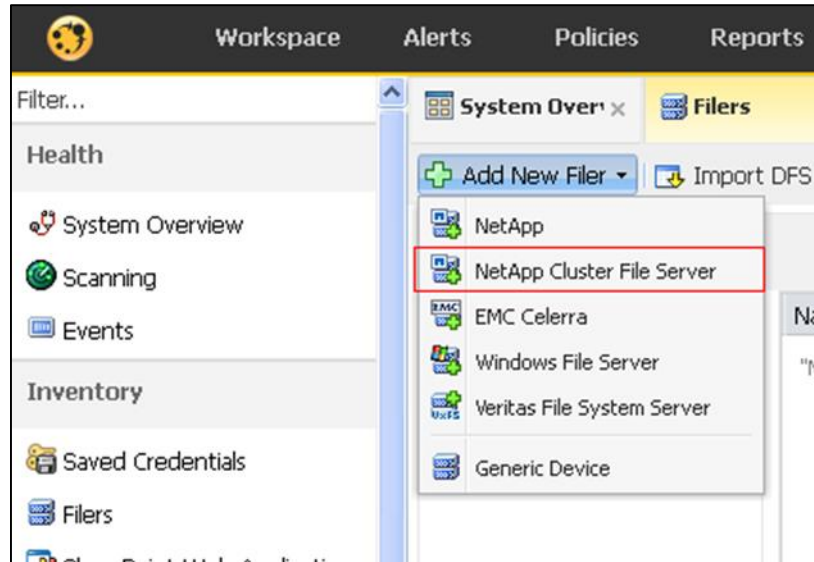 Workspace Alerts Policies Reports
Filter...
Health
System Overview
Scanning
Events
Inventory
Saved Credentials
Filers
System Over
Filers
Add New Filer
Import DFS
NetApp
NetApp Cluster File Server
EMC Celerra
Windows File Server
Veritas File System Server
Generic Device
Na